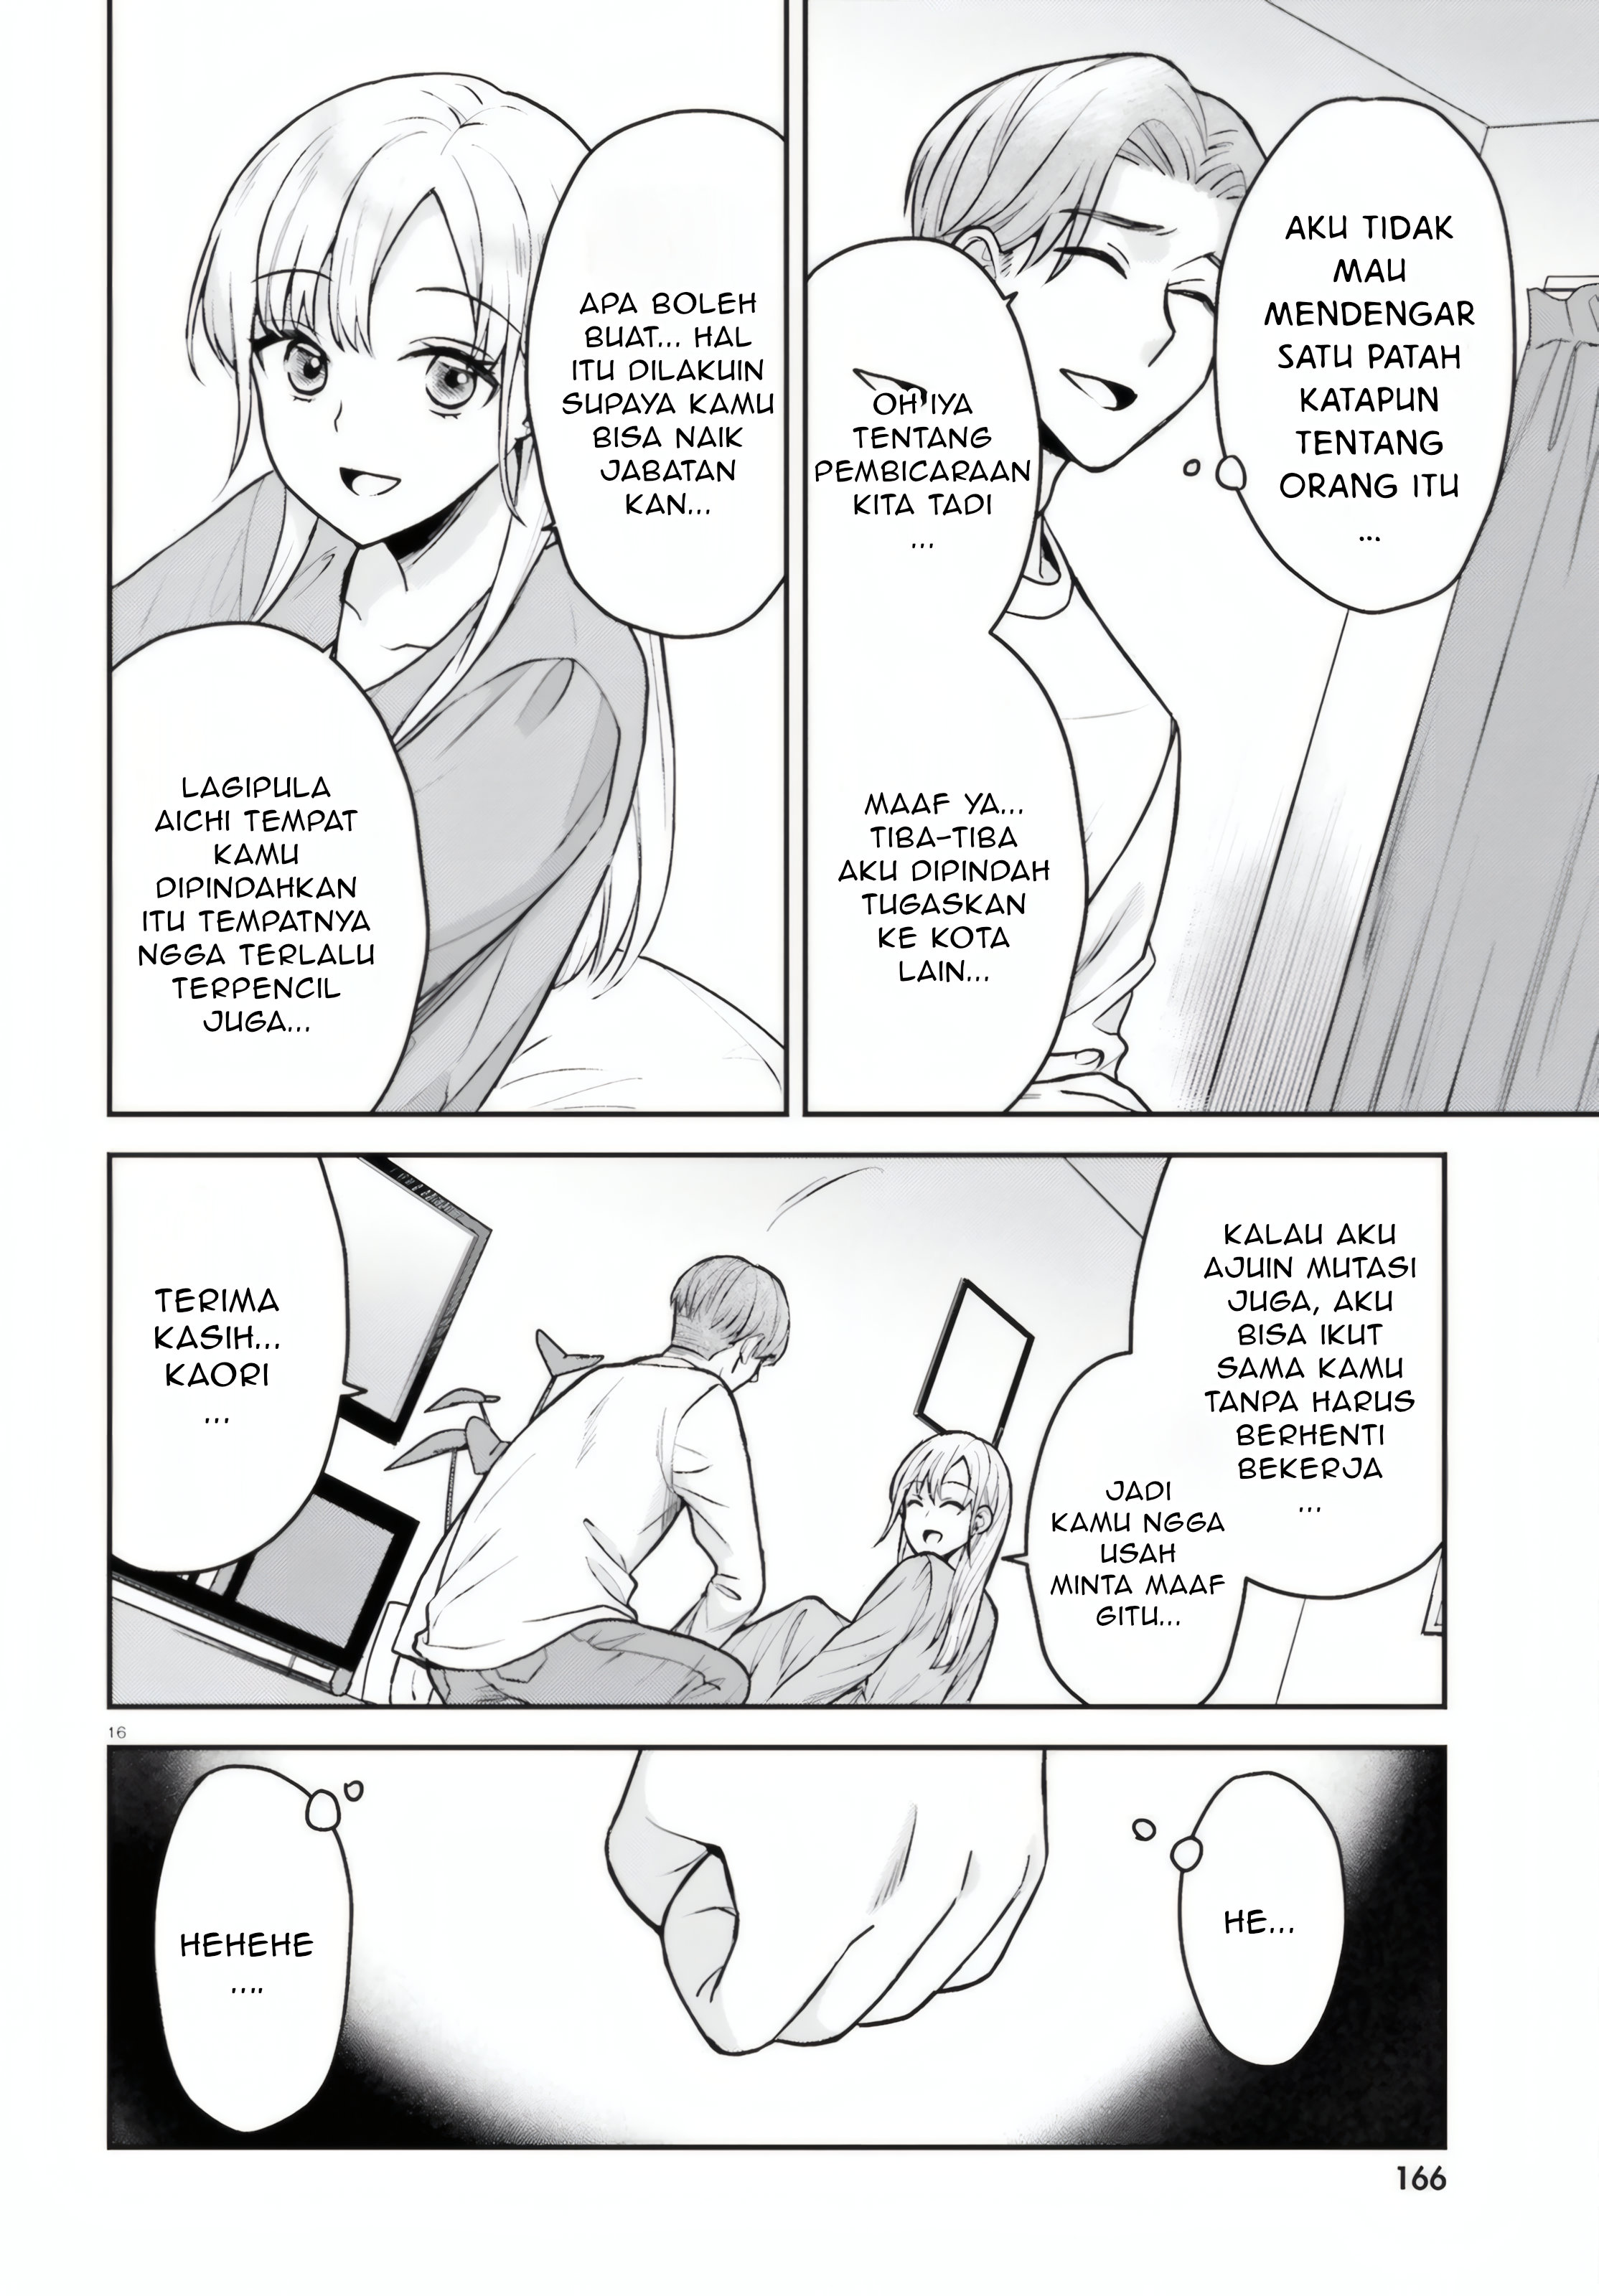 AKU TIDAK
MAU
MENDENGAR
SATU PATAH
KATAPUN
TENTANG
ORANG ITU
...
OH IYA
TENTANG
PEMBICARAAN
KITA TADI
...
MAAF YA...
TIBA-TIBA
AKU DIPINDAH
TUGASKAN
KE KOTA
LAIN...
APA BOLEH
BUAT... HAL
ITU DILAKUIN
SUPAYA KAMU
BISA NAIK
JABATAN
KAN...
LAGIPULA
AICHI TEMPAT
KAMU
DIPINDAHKAN
ITU TEMPATNYA
NGGA TERLALU
TERPENCIL
JUGA...
KALAU AKU
AJUIN MUTASI
JUGA, AKU
BISA IKUT
SAMA KAMU
TANPA HARUS
BERHENTI
BEKERJA
...
JADI
KAMU NGGA
USAH
MINTA MAAF
GITU...
TERIMA
KASIH...
KAORI
...
16
HE...
HEHEHE
....
166